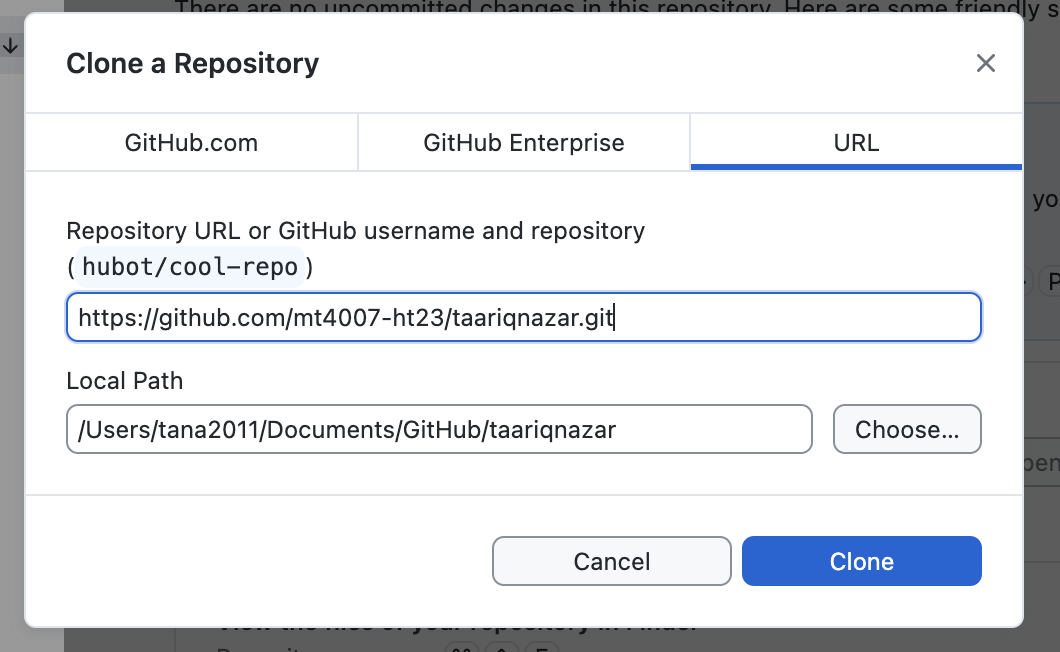 There are no uncommitted changes in this repository. Here are some friendly s
Clone a Repository
GitHub.com
GitHub Enterprise
URL
yo
Repository URL or GitHub username and repository
(hubot/cool-repo)
P
https://github.com/mt4007-ht23/taariqnazar.git
Local Path
/Users/tana2011/Documents/GitHub/taariqnazar
Choose...
pen
Cancel
Clone
View the files of your repository in Finder